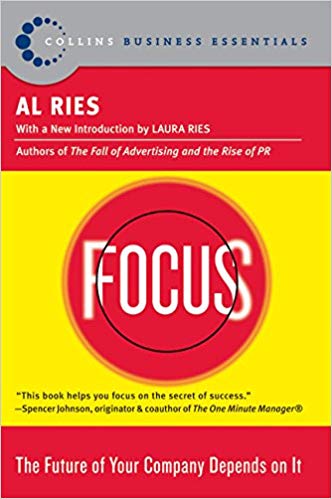 COLLINS BUSINESS ESSENTIALS
AL RIES
With a New Introduction by LAURA RIES
Authors of The Fall of Advertising and the Rise of PR
FOCUS
"This book helps you focus on the secret of success."
—Spencer Johnson, originator & coauthor of The One Minute Manager®
The Future of Your Company Depends on It